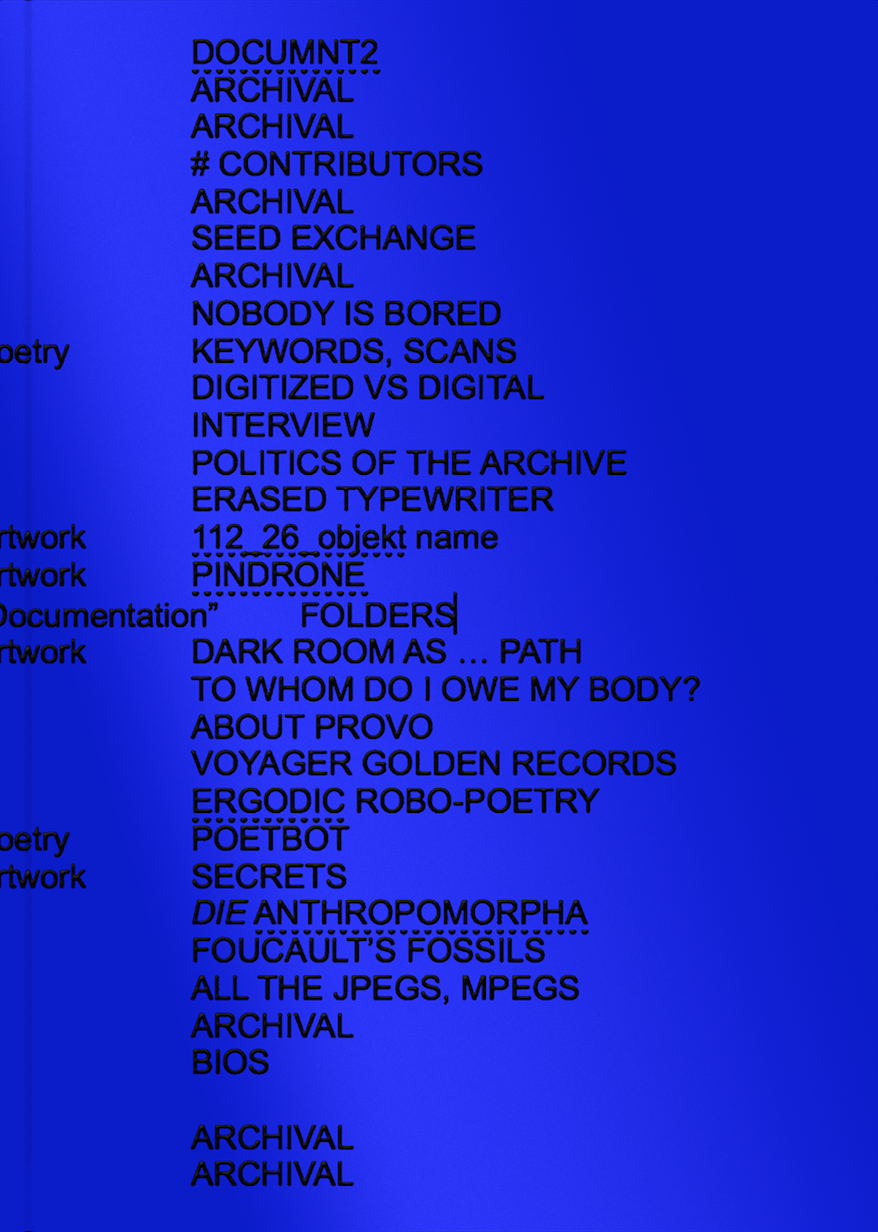 DOCUMNT2
ARCHIVAL
ARCHIVAL
# CONTRIBUTORS
ARCHIVAL
SEED EXCHANGE
ARCHIVAL
NOBODY IS BORED
oetry KEYWORDS, SCANS
DIGITIZED VS DIGITAL
INTERVIEW
POLITICS OF THE ARCHIVE
ERASED TYPEWRITER
rtwork 112_26_objekt name
rtwork PINDRONE
Documentation” FOLDERS
rtwork DARK ROOM AS … PATH
TO WHOM DO I OWE MY BODY?
ABOUT PROVO
VOYAGER GOLDEN RECORDS
ERGODIC ROBO-POETRY
oetry POETBOT
rtwork SECRETS
DIE ANTHROPOMORPHA
FOUCAULT’S FOSSILS
ALL THE JPEGS, MPEGS
ARCHIVAL
BIOS
ARCHIVAL
ARCHIVAL